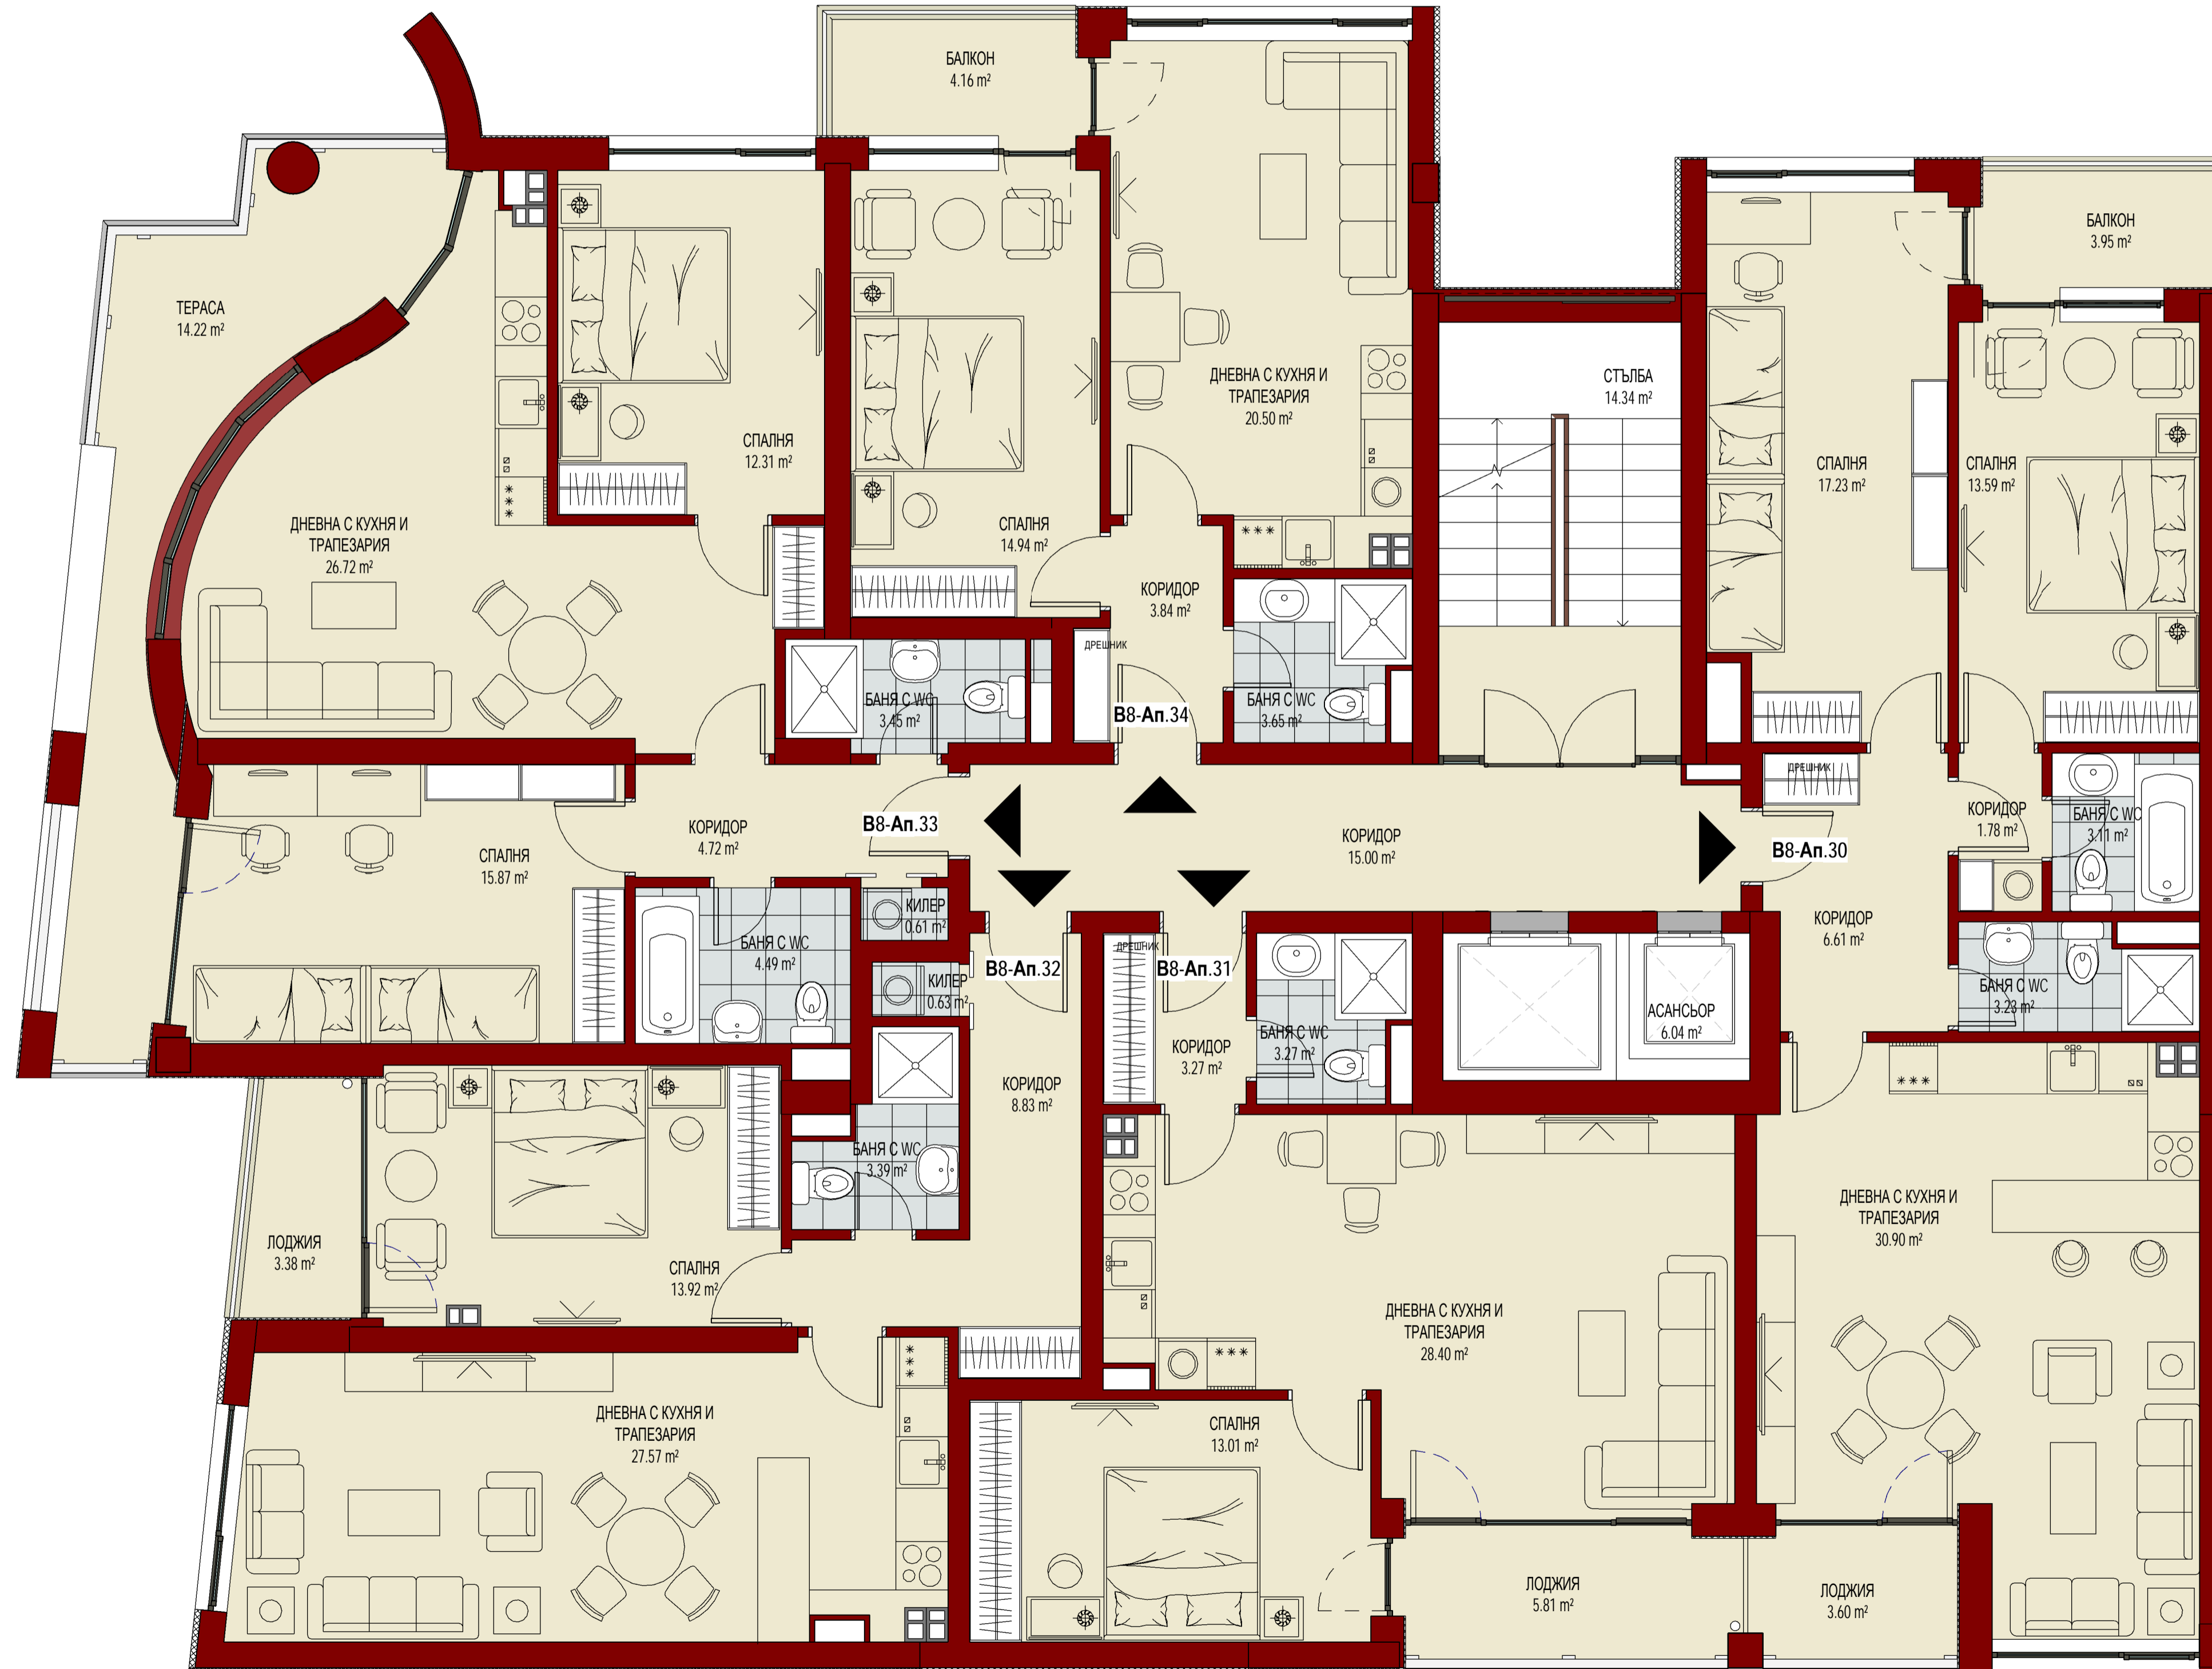 БАЛКОН
4.16 m²
БАЛКОН
3.95 m²
ТЕРАСА
14.22 m²
СПАЛНЯ
12.31 m²
ДНЕВНА С КУХНЯ И
ТРАПЕЗАРИЯ
20.50 m²
СТЪЛБА
14.34 m²
СПАЛНЯ
17.23 m²
СПАЛНЯ
13.59 m²
ДНЕВНА С КУХНЯ И
ТРАПЕЗАРИЯ
26.72 m²
СПАЛНЯ
14.94 m²
КОРИДОР
3.84 m²
ДРЕШНИК
БАНЯ С WC
3.45 m²
В8-Ап.34
БАНЯ С WC
3.65 m²
ДРЕШНИК
КОРИДОР
4.72 m²
В8-Ап.33
КОРИДОР
15.00 m²
В8-Ап.30
КОРИДОР
1.78 m²
БАНЯ С WC
3.11 m²
СПАЛНЯ
15.87 m²
КИЛЕР
0.61 m²
КОРИДОР
6.61 m²
БАНЯ С WC
4.49 m²
ДРЕШНИК
КИЛЕР
0.63 m²
В8-Ап.32
В8-Ап.31
БАНЯ С WC
3.23 m²
АСАНСЬОР
6.04 m²
БАНЯ С WC
3.27 m²
КОРИДОР
3.27 m²
КОРИДОР
8.83 m²
БАНЯ С WC
3.39 m²
ДНЕВНА С КУХНЯ И
ТРАПЕЗАРИЯ
30.90 m²
ЛОДЖИЯ
3.38 m²
СПАЛНЯ
13.92 m²
ДНЕВНА С КУХНЯ И
ТРАПЕЗАРИЯ
28.40 m²
ДНЕВНА С КУХНЯ И
ТРАПЕЗАРИЯ
27.57 m²
СПАЛНЯ
13.01 m²
ЛОДЖИЯ
5.81 m²
ЛОДЖИЯ
3.60 m²